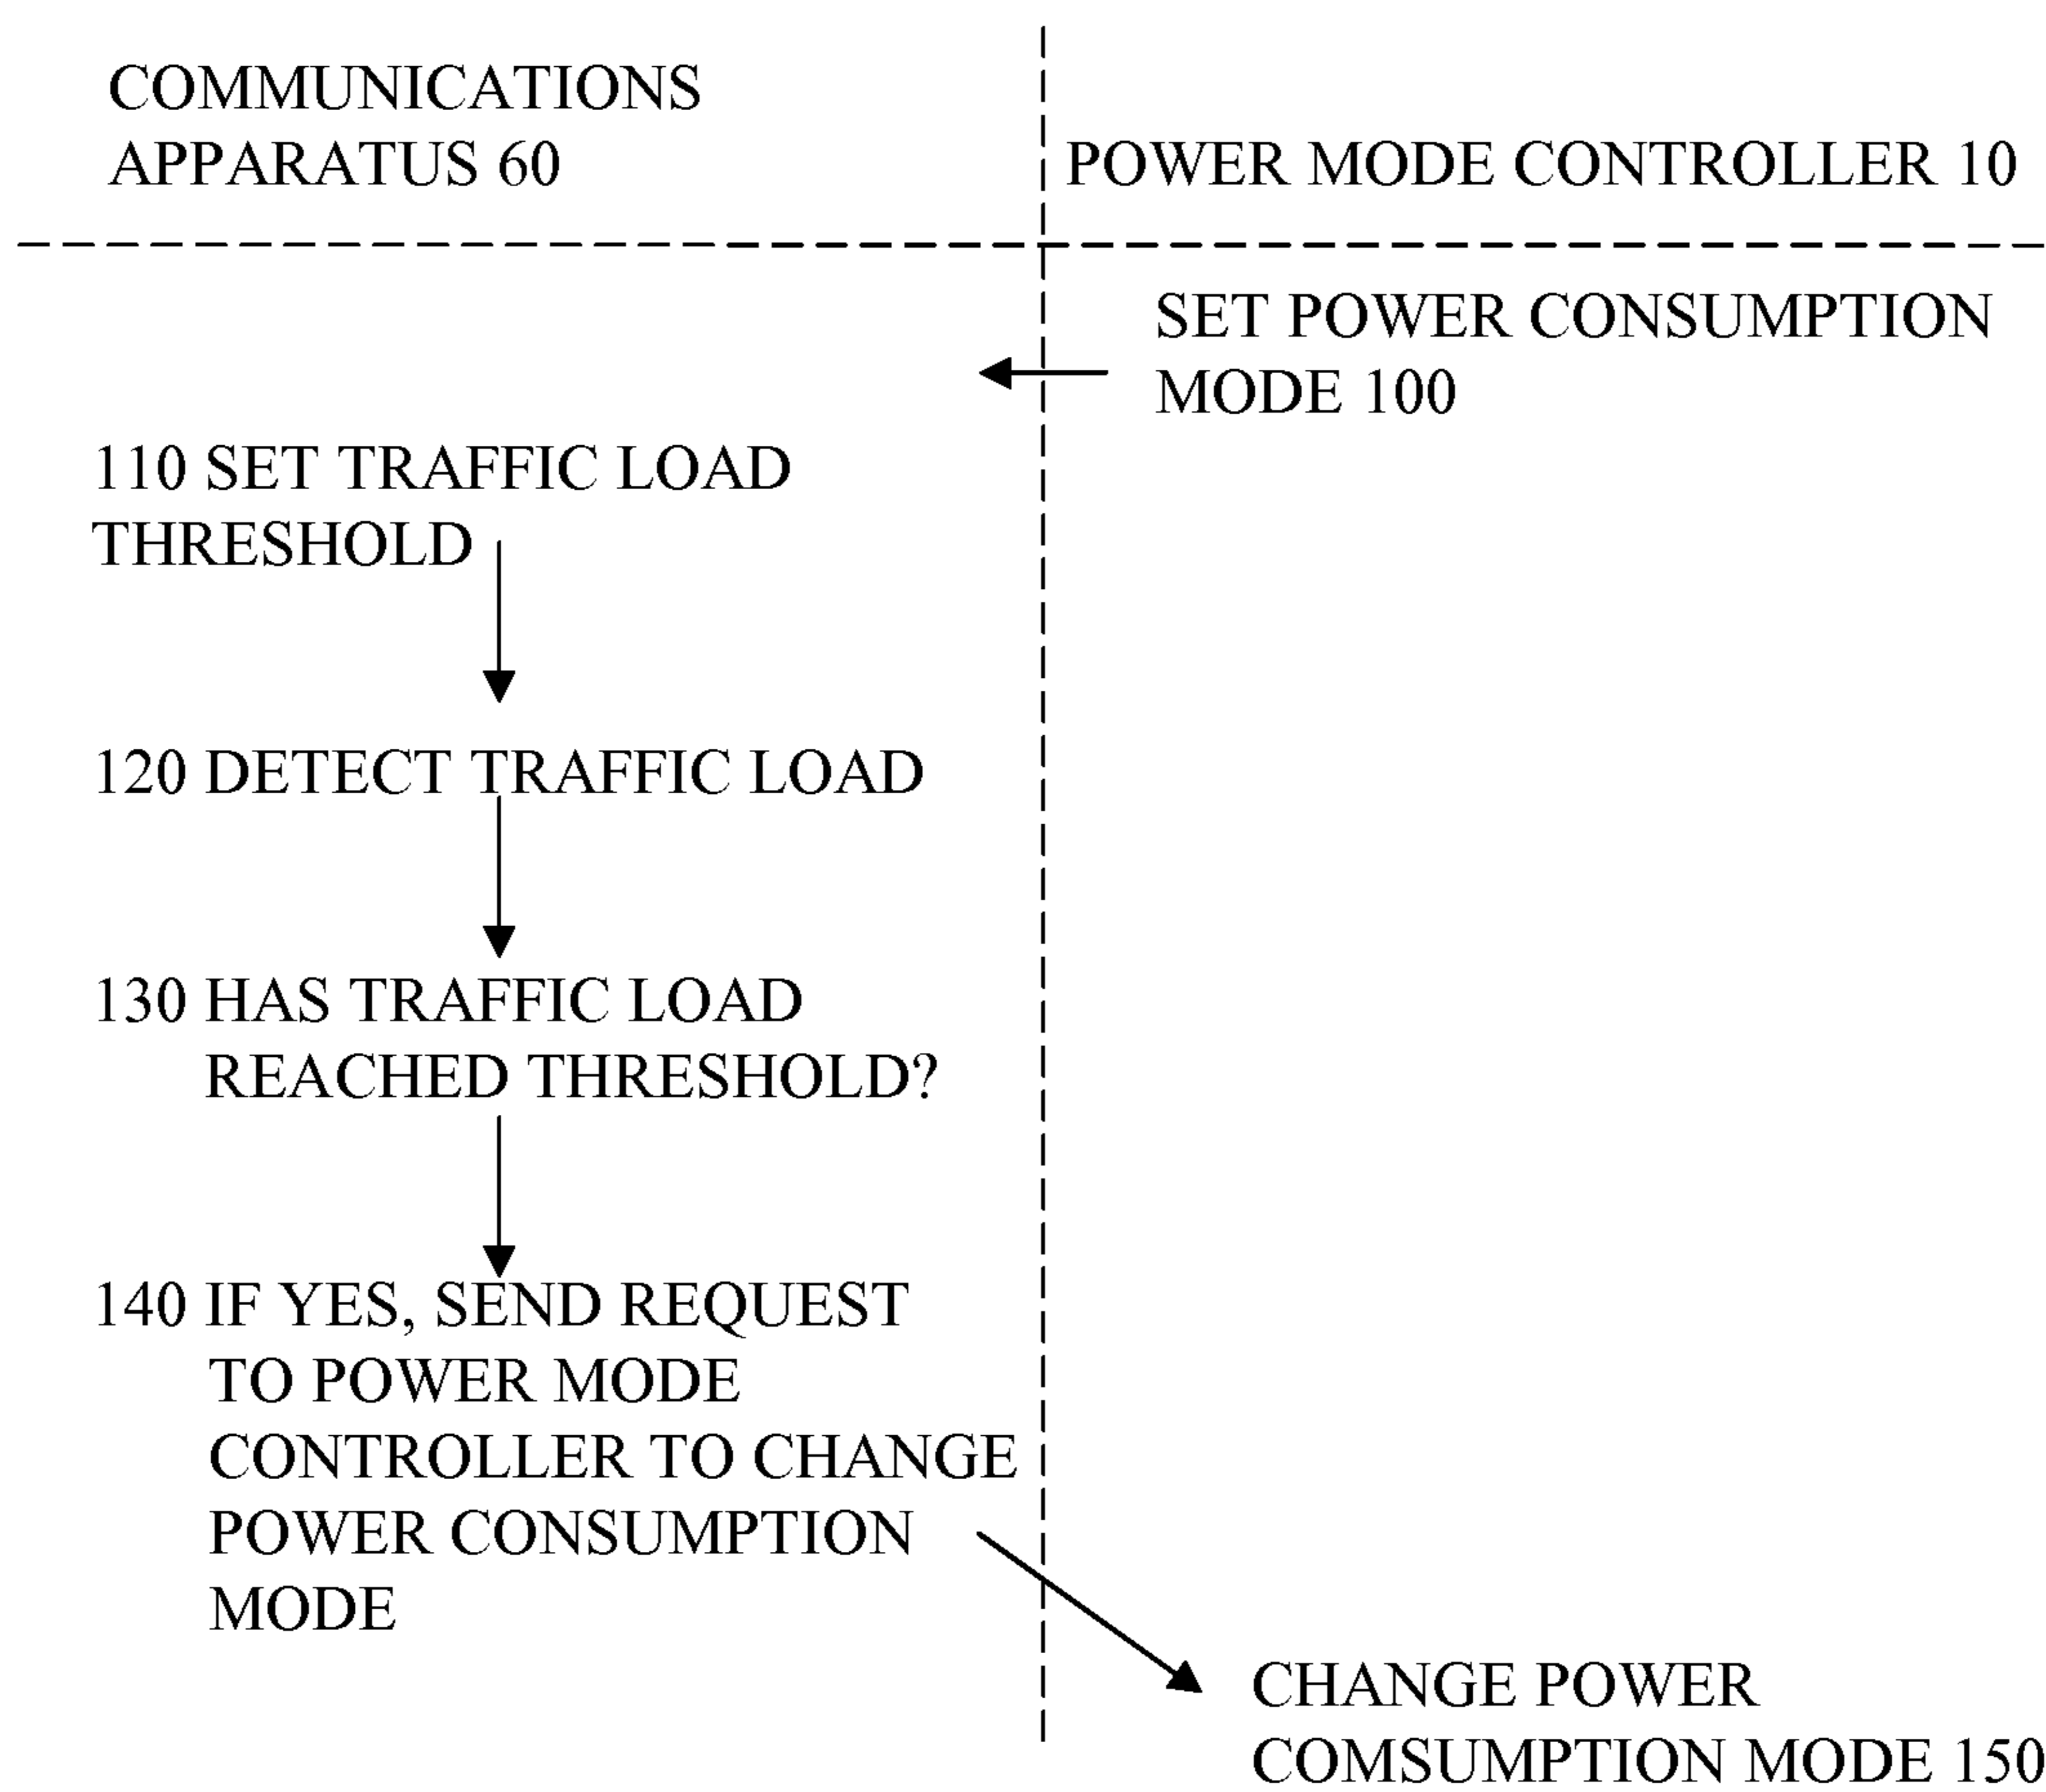 COMMUNICATIONS
APPARATUS 60
POWER MODE CONTROLLER 10
SET POWER CONSUMPTION
MODE 100
110 SET TRAFFIC LOAD
THRESHOLD
120 DETECT TRAFFIC LOAD
130 HAS TRAFFIC LOAD
REACHED THRESHOLD?
140 IF YES, SEND REQUEST
TO POWER MODE
CONTROLLER TO CHANGE
POWER CONSUMPTION
MODE
CHANGE POWER
COMSUMPTION MODE 150